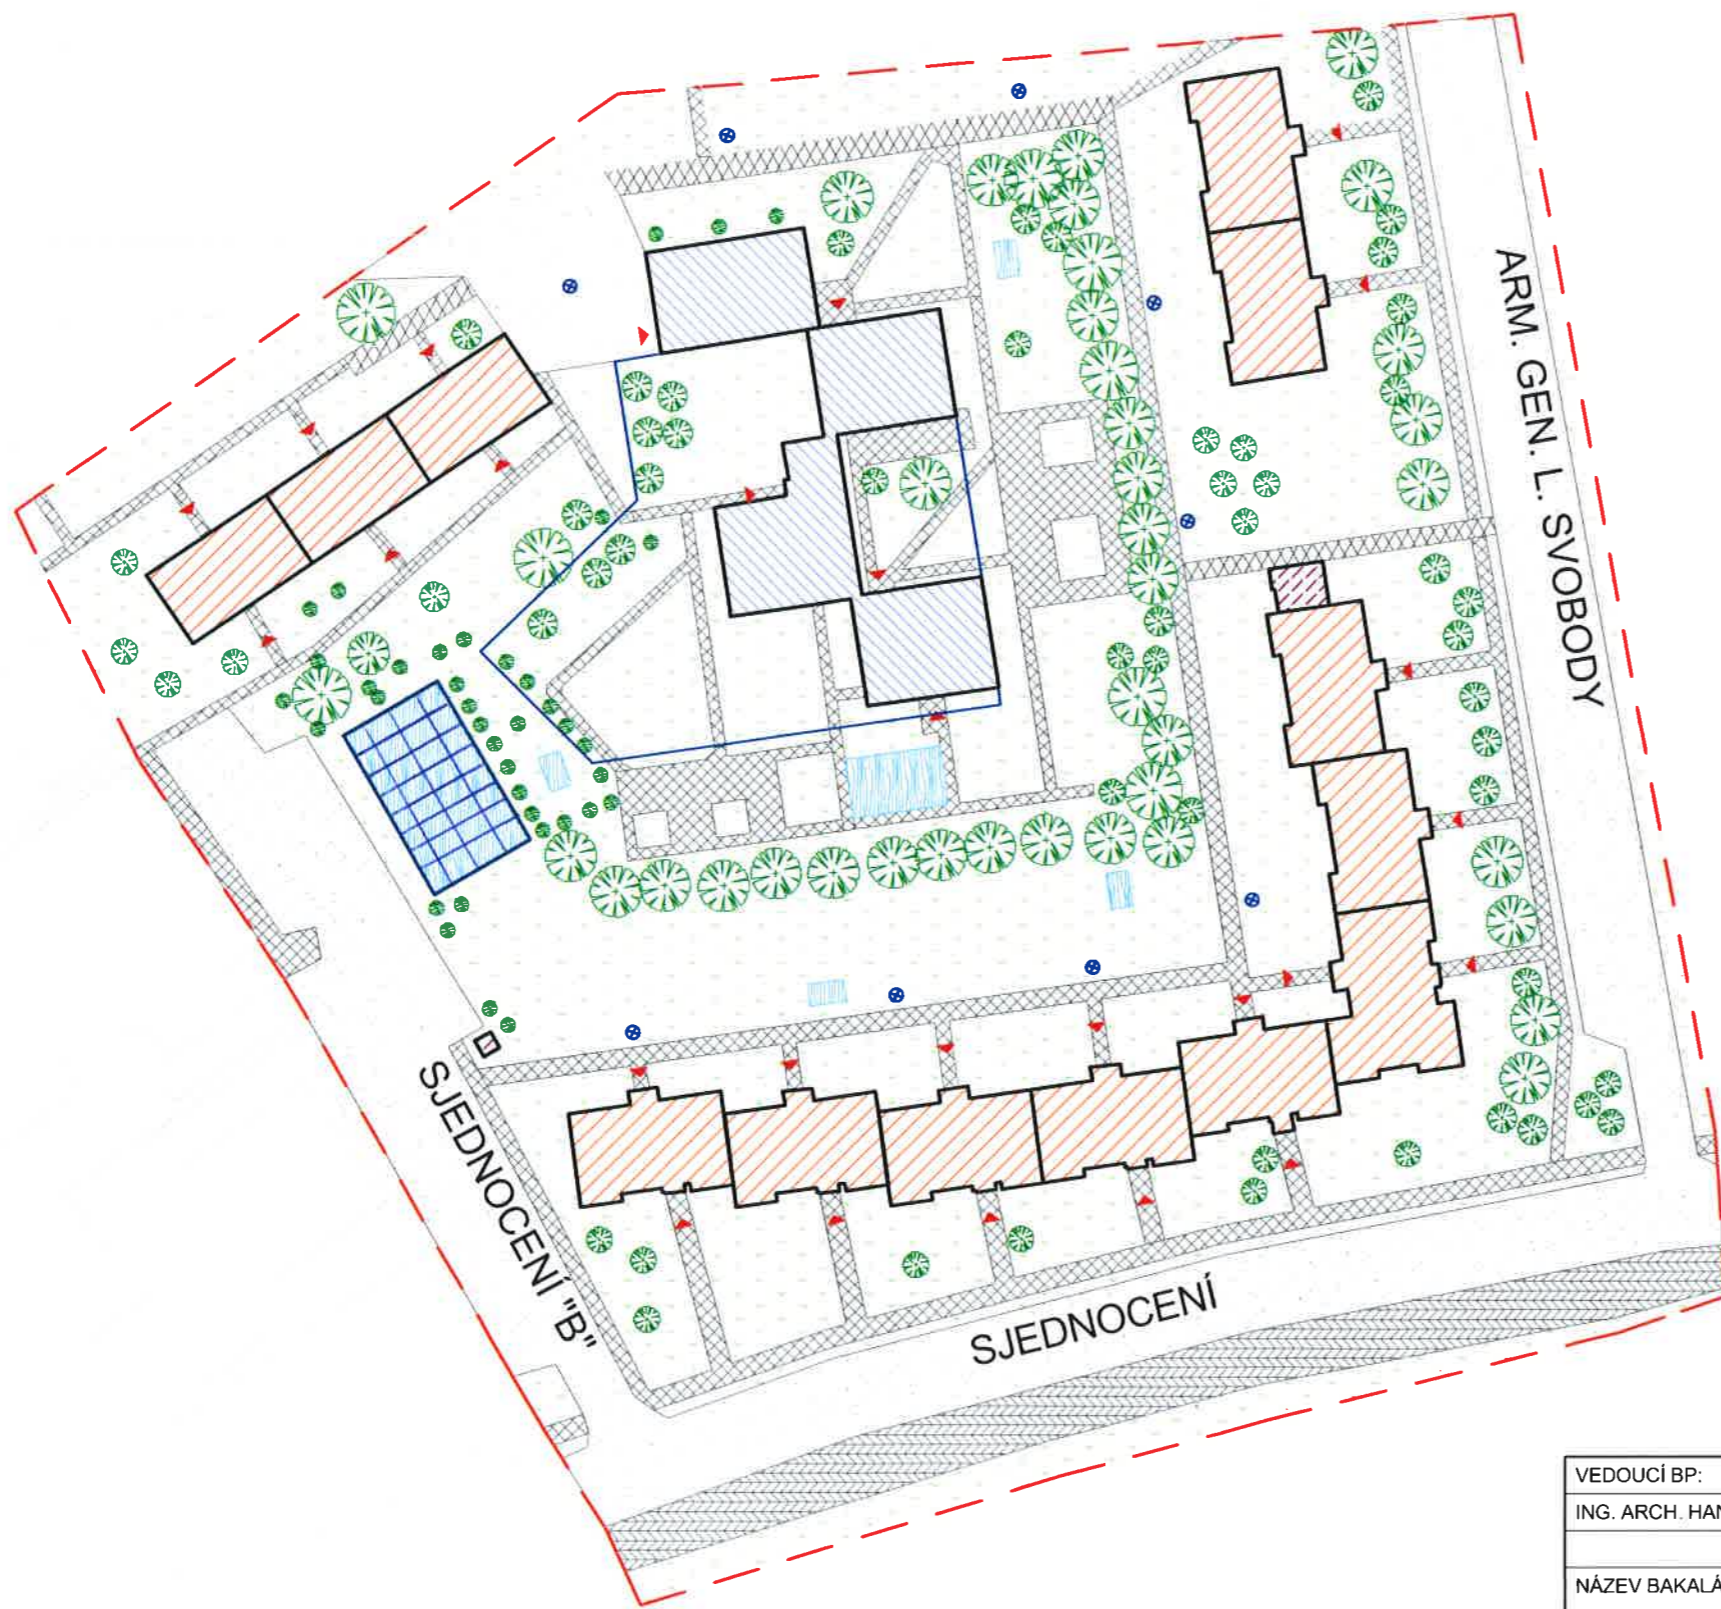 ARM. GEN. L. SVOBODY
SJEDNOCENÍ "B"
SJEDNOCENÍ
VEDOUCÍ BP:
ING. ARCH.
NÁZEV